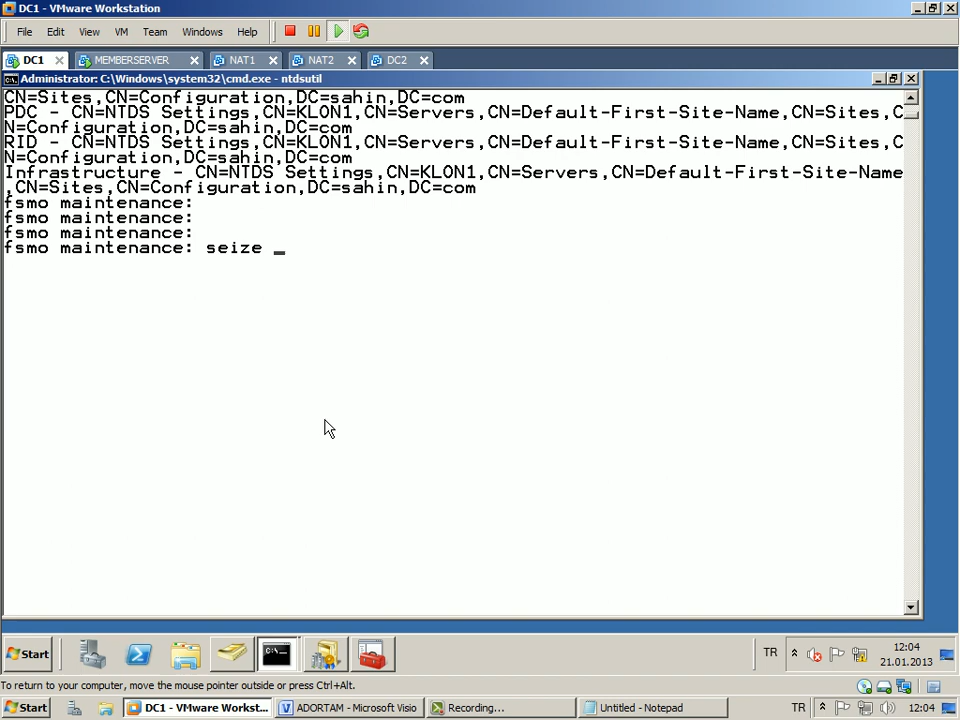 DC1 - VMware Workstation
File Edit View VM Team Windows Help
DC1 MEMBERSERVER NAT1 NAT2 DC2
Administrator: C:\Windows\system32\cmd.exe - ntdsutil
CN=Sites,CN=Configuration,DC=sahin,DC=com
PDC - CN=NTDS Settings,CN=KLON1,CN=Servers,CN=Default-First-Site-Name,CN=Sites,C
N=Configuration,DC=sahin,DC=com
RID - CN=NTDS Settings,CN=KLON1,CN=Servers,CN=Default-First-Site-Name,CN=Sites,C
N=Configuration,DC=sahin,DC=com
Infrastructure - CN=NTDS Settings,CN=KLON1,CN=Servers,CN=Default-First-Site-Name
,CN=Sites,CN=Configuration,DC=sahin,DC=com
fsmo maintenance:
fsmo maintenance:
fsmo maintenance:
fsmo maintenance: seize _
Start TR 12:04
21.01.2013
To return to your computer, move the mouse pointer outside or press Ctrl+Alt.
Start DC1 - VMware Workst... ADORTAM - Microsoft Visio Recording... Untitled - Notepad TR 12:04